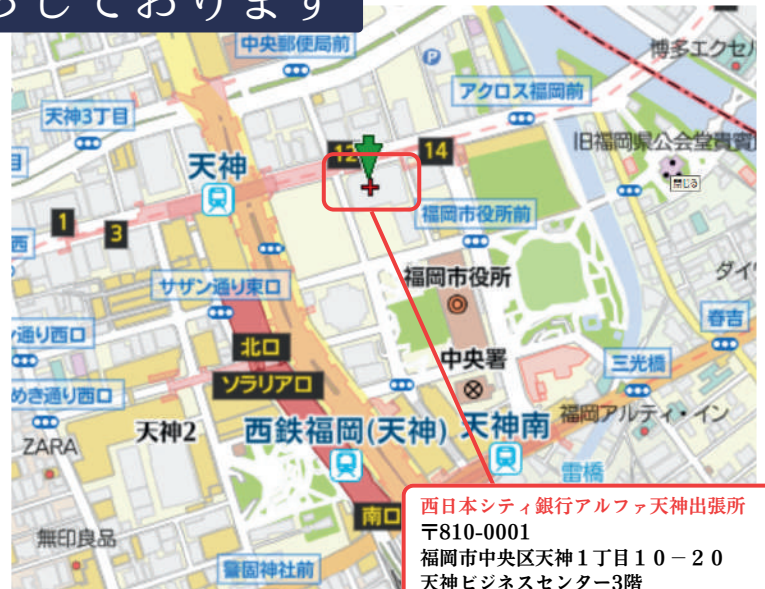 らしております
中央郵便局前
博多エクセル
天神3丁目
アクロス福岡前
旧福岡県公会堂貴賓
閉じる
天神
12
14
1
3
西
福岡市役所前
サザン通り東口
福岡市役所
ダイ
春吉
通り西口
北口
中央署
三光橋
めき通り西口
ソラリア口
ZARA
天神2
西鉄福岡(天神)
天神南
福岡アルティ・イン
雷橋
無印良品
南口
警固神社前
西日本シティ銀行アルファ天神出張所
〒810-0001
福岡市中央区天神1丁目10-20
天神ビジネスセンター3階